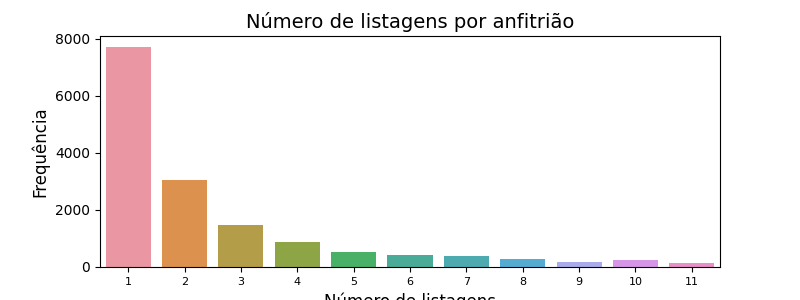 Número de listagens por anfitrião
Frequência
8000
6000
4000
2000
0
1 2 3 4 5 6 7 8 9 10 11
Número de listagens